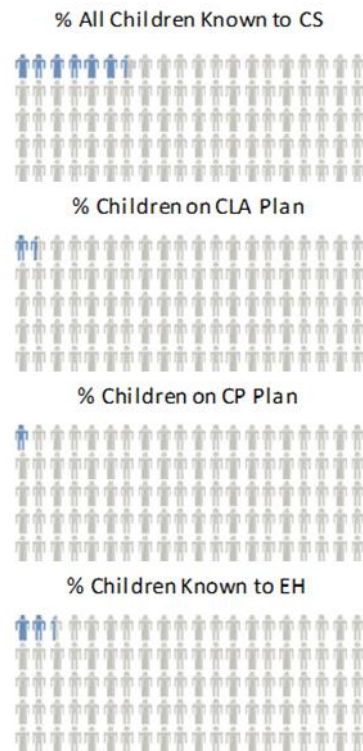 % All Children Known to CS
% Children on CLA Plan
% Children on CP Plan
% Children Known to EH